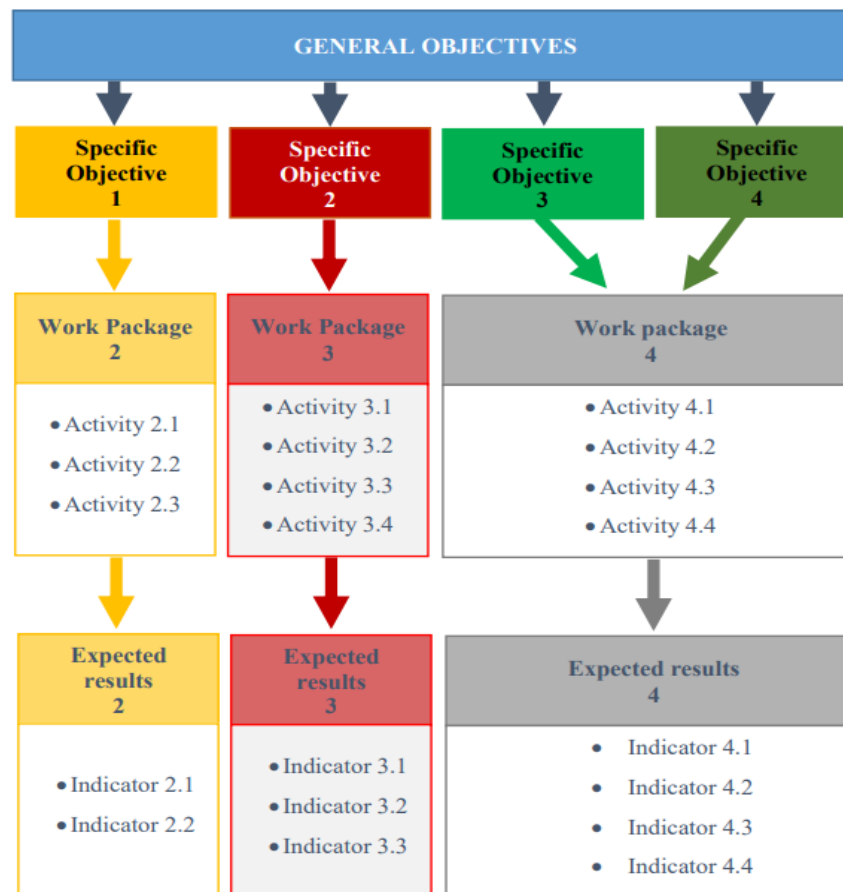 GENERAL OBJECTIVES
Specific
Objective
1
Specific
Objective
2
Specific
Objective
3
Specific
Objective
4
Work Package
2
• Activity 2.1
• Activity 2.2
• Activity 2.3
Work Package
3
• Activity 3.1
• Activity 3.2
• Activity 3.3
• Activity 3.4
Work package
4
• Activity 4.1
• Activity 4.2
• Activity 4.3
• Activity 4.4
Expected
results
2
• Indicator 2.1
• Indicator 2.2
Expected
results
3
• Indicator 3.1
• Indicator 3.2
• Indicator 3.3
Expected results
4
• Indicator 4.1
• Indicator 4.2
• Indicator 4.3
• Indicator 4.4